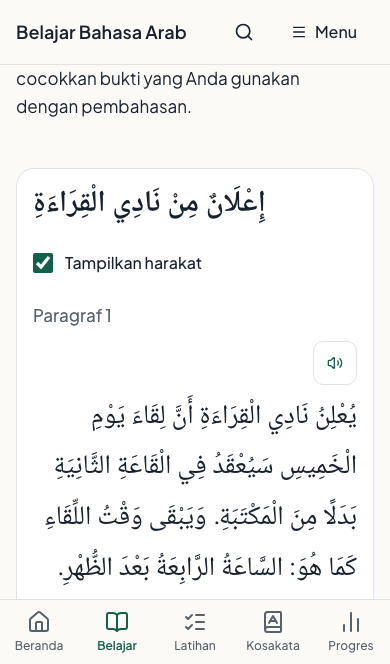 Belajar Bahasa Arab
Menu
cocokkan bukti yang Anda gunakan
dengan pembahasan.
إِعْلَانٌ مِنْ نَادِي الْقِرَاءَةِ
Tampilkan harakat
Paragraf 1
يُعْلِنُ نَادِي الْقِرَاءَةِ أَنَّ لِقَاءَ يَوْمِ
الْخَمِيسِ سَيُعْقَدُ فِي الْقَاعَةِ الثَّانِيَةِ
بَدَلًا مِنَ الْمَكْتَبَةِ. وَيَبْقَى وَقْتُ اللِّقَاءِ
كَمَا هُوَ: السَّاعَةُ الرَّابِعَةُ بَعْدَ الظُّهْرِ.
Beranda
Belajar
Latihan
Kosakata
Progres